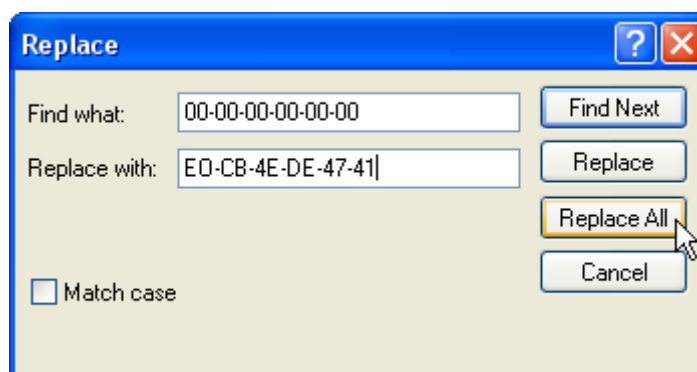 Replace
Find what: 00-00-00-00-00-00 Find Next
Replace with: E0-CB-4E-DE-47-41 Replace
Replace All
Match case Cancel